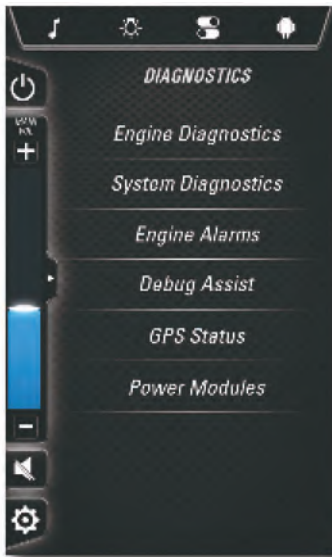 DIAGNOSTICS
Engine Diagnostics
System Diagnostics
Engine Alarms
Debug Assist
GPS Status
Power Modules